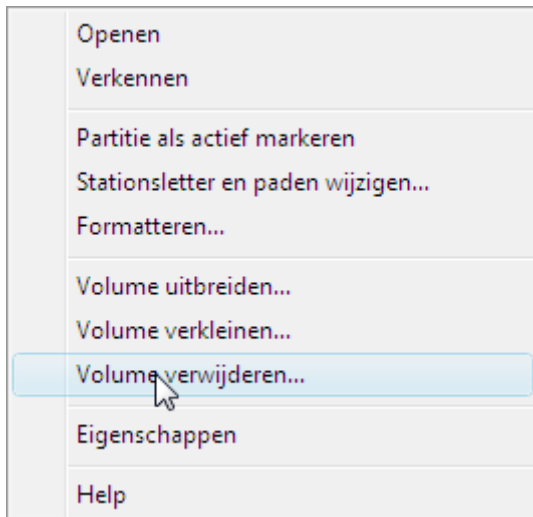 Openen
Verkennen
Partitie als actief markeren
Stationsletter en paden wijzigen...
Formatteren...
Volume uitbreiden...
Volume verkleinen...
Volume verwijderen...
Eigenschappen
Help